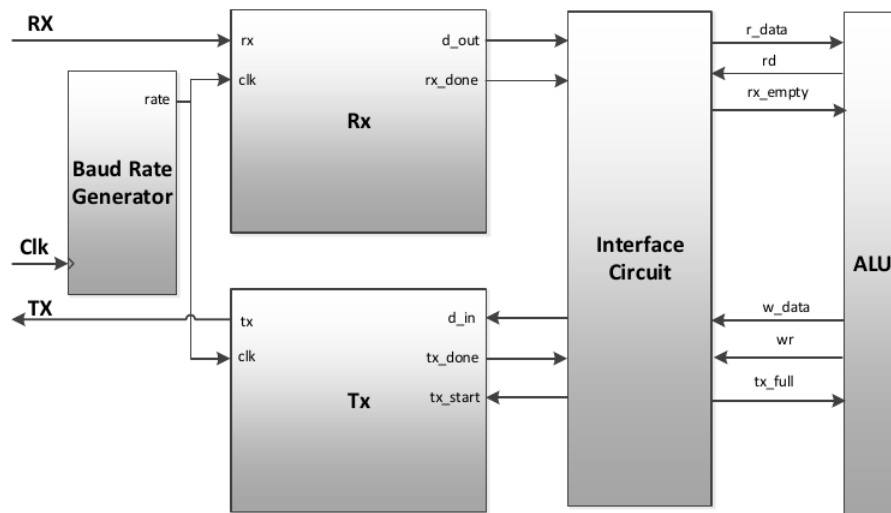 RX
rx
d_out
r_data
rd
clk
rx_done
rx_empty
rate
Rx
Baud Rate
Generator
Clk
Interface
Circuit
ALU
TX
tx
d_in
w_data
clk
tx_done
wr
Tx
tx_start
tx_full